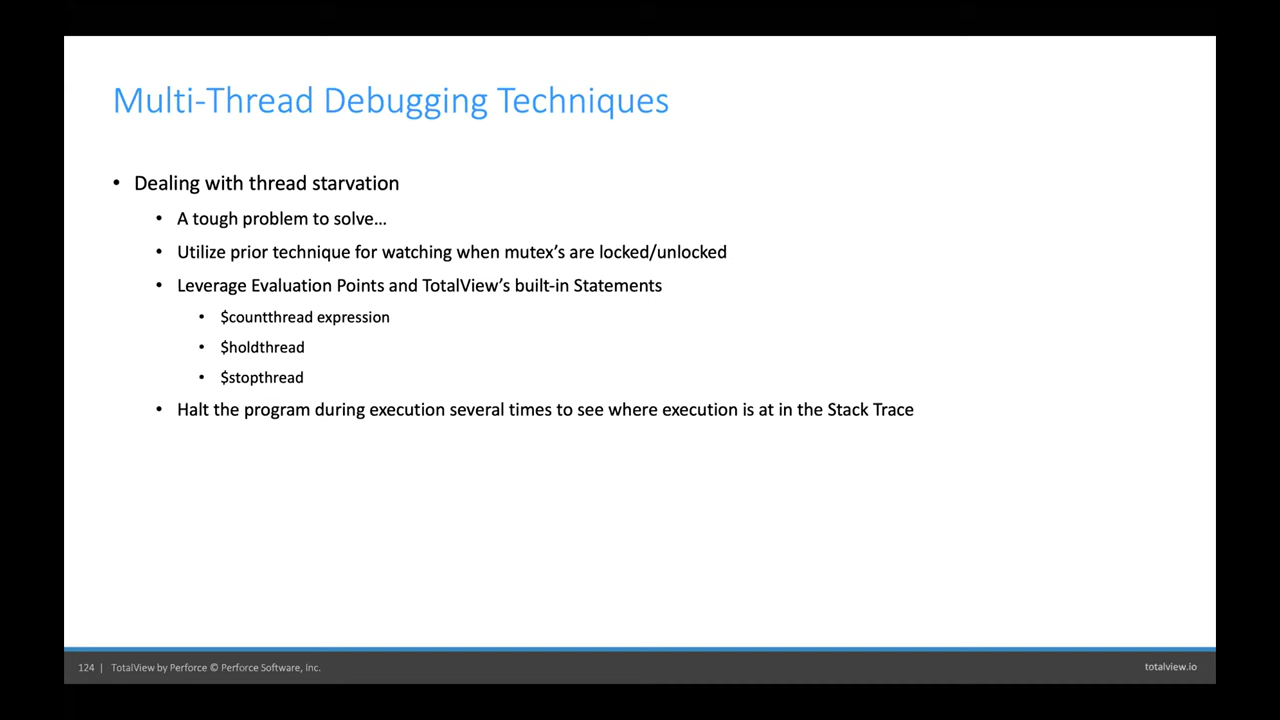 Multi-Thread Debugging Techniques
• Dealing with thread starvation
• A tough problem to solve...
• Utilize prior technique for watching when mutex's are locked/unlocked
• Leverage Evaluation Points and TotalView's built-in Statements
• $countthread expression
• $holdthread
• $stopthread
• Halt the program during execution several times to see where execution is at in the Stack Trace
124 | TotalView by Perforce © Perforce Software, Inc.
totalview.io